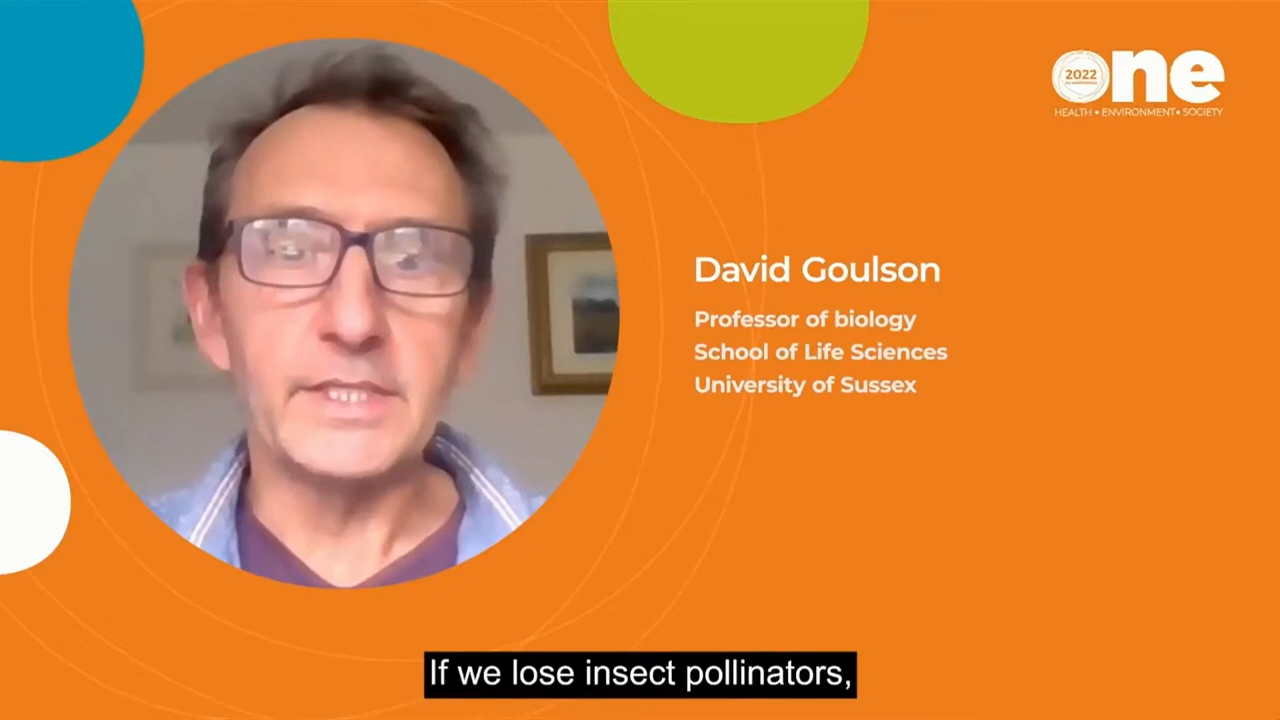 one
2022
HEALTH • ENVIRONMENT • SOCIETY
David Goulson
Professor of biology
School of Life Sciences
University of Sussex
If we lose insect pollinators,